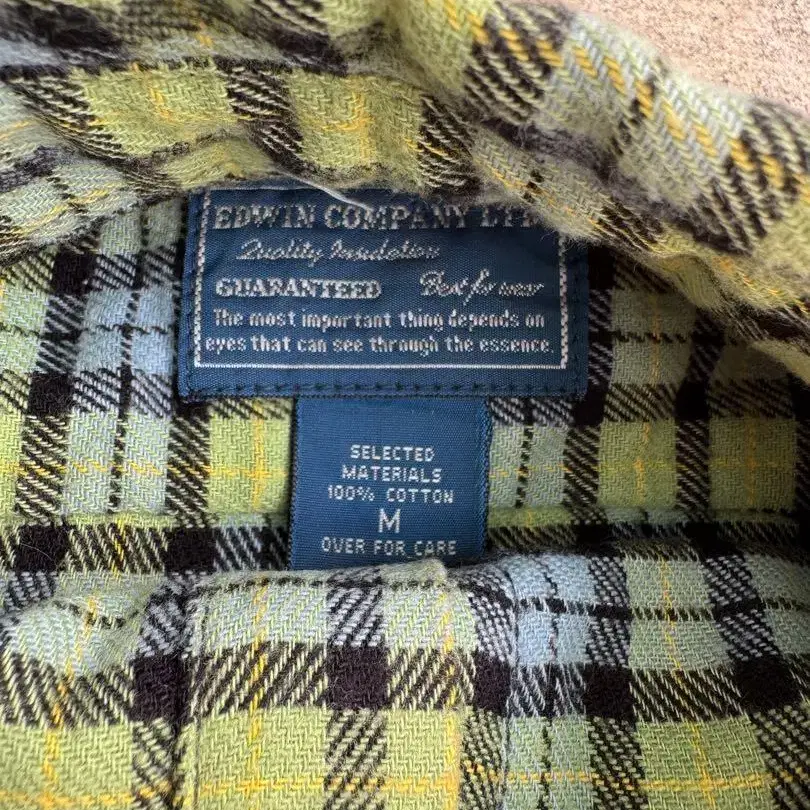 EDWIN COMPANY LTD
Quality Insulation
GUARANTEED Best for wear
The most important thing depends on
eyes that can see through the essence.
SELECTED
MATERIALS
100% COTTON
M
OVER FOR CARE